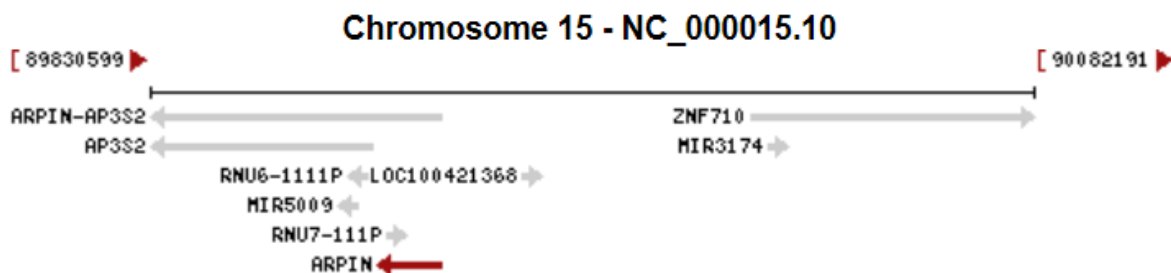 Chromosome 15 - NC_000015.10
[ 89830599 [ 90082191
ARPIN-AP3S2 ZNF710
AP3S2 MIR3174
RNU6-1111P LOC100421368
MIR5009
RNU7-111P
ARPIN